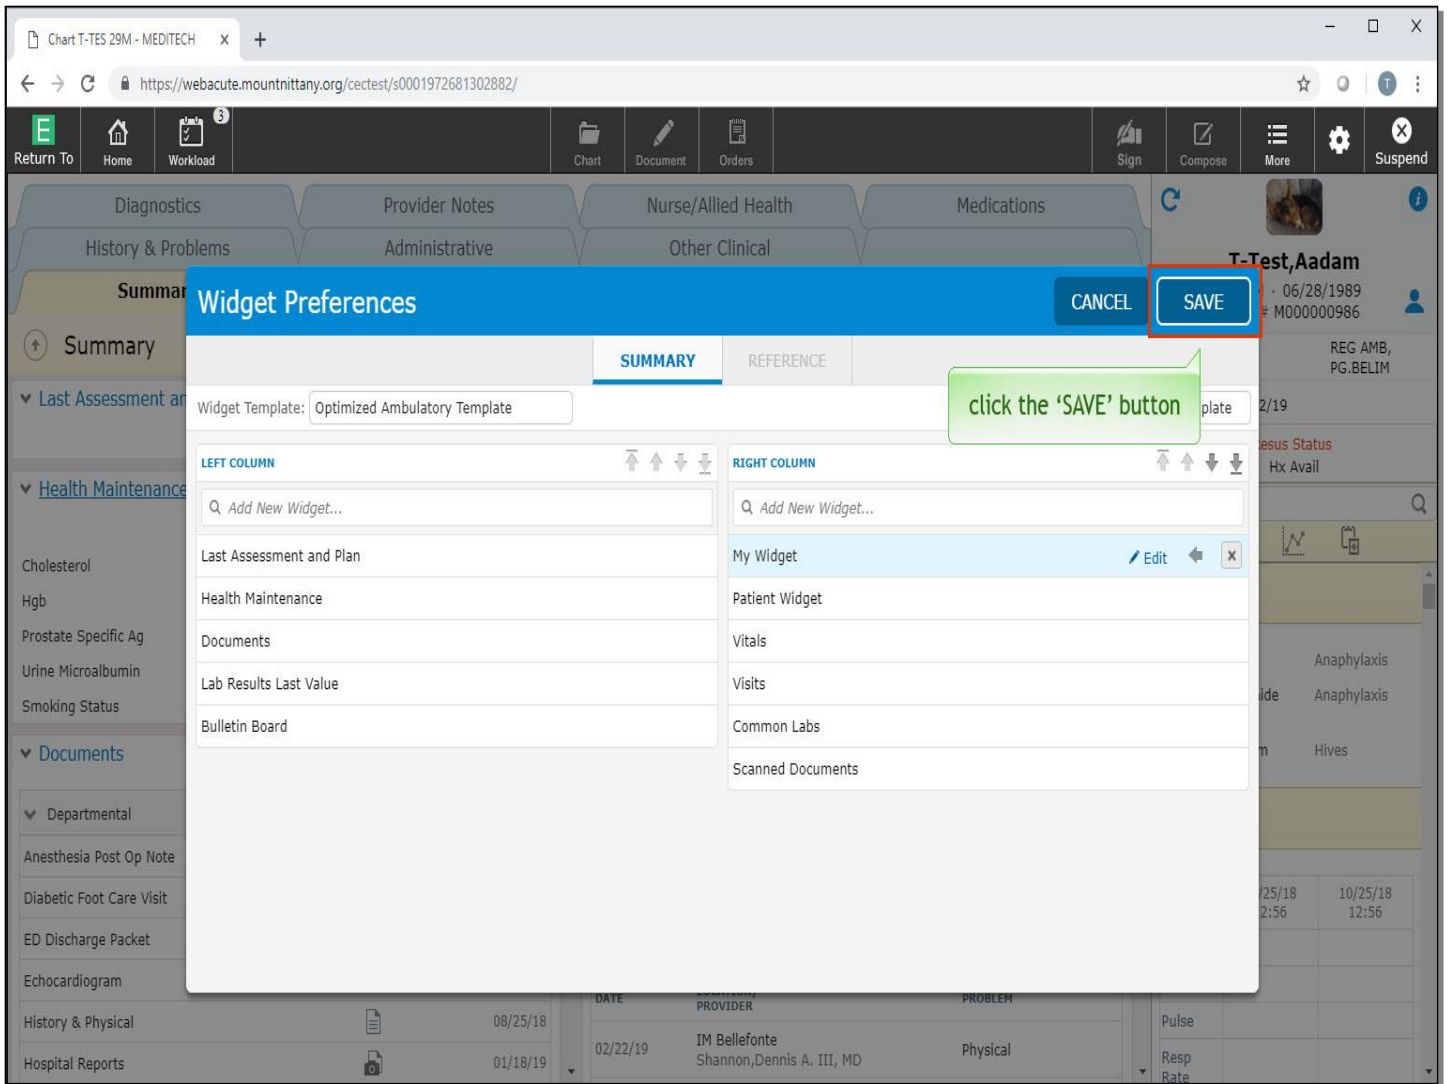 Chart T-TES 29M - MEDITECH
https://webacute.mountnittany.org/cectest/s0001972681302882/
T
E
Return To
Home
3
Workload
Chart
Document
Orders
Sign
Compose
More
Suspend
Diagnostics
Provider Notes
Nurse/Allied Health
Medications
History & Problems
Administrative
Other Clinical
T-Test,Aadam
· 06/28/1989
# M000000986
REG AMB,
PG.BELIM
2/19
Resus Status
Hx Avail
Summary
Last Assessment
Health Maintenance
Cholesterol
Hgb
Prostate Specific Ag
Urine Microalbumin
Smoking Status
Documents
Departmental
Anesthesia Post Op Note
Diabetic Foot Care Visit
ED Discharge Packet
Echocardiogram
History & Physical 08/25/18
Hospital Reports 01/18/19
Widget Preferences
CANCEL
SAVE
SUMMARY
REFERENCE
click the ‘SAVE’ button
Widget Template: Optimized Ambulatory Template
LEFT COLUMN
Add New Widget...
Last Assessment and Plan
Health Maintenance
Documents
Lab Results Last Value
Bulletin Board
RIGHT COLUMN
Add New Widget...
My Widget Edit
Patient Widget
Vitals
Visits
Common Labs
Scanned Documents
Anaphylaxis
Anaphylaxis
Hives
/25/18
2:56
10/25/18
12:56
DATE
PROVIDER
PROBLEM
02/22/19
IM Bellefonte
Shannon,Dennis A. III, MD
Physical
Pulse
Resp
Rate